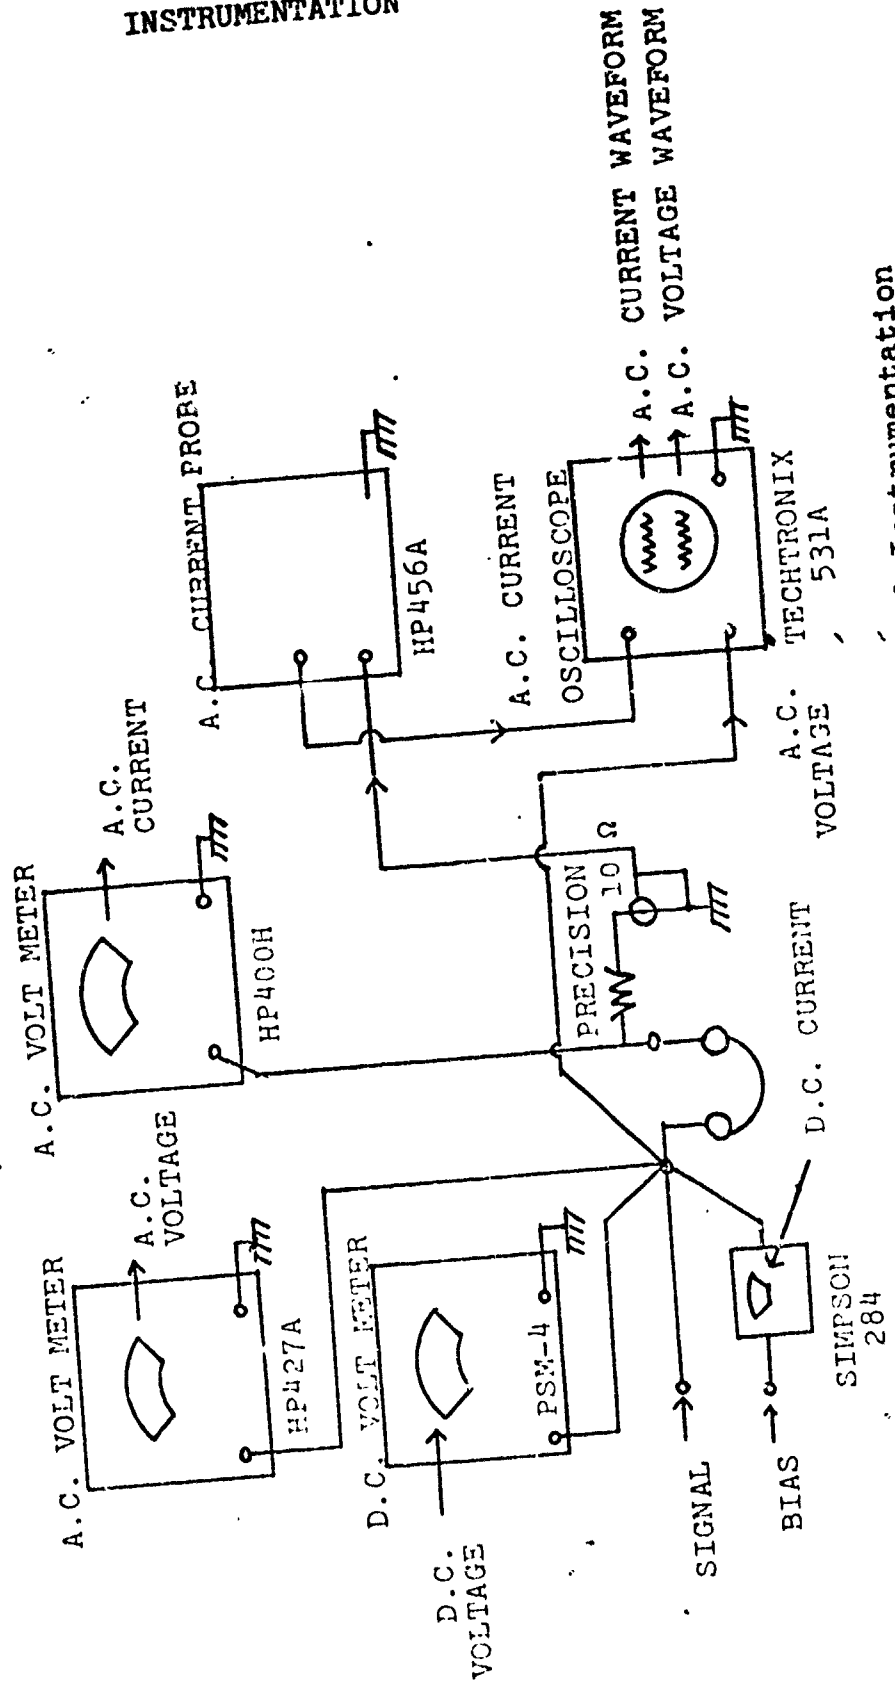 INSTRUMENTATION
A.C. VOLT METER
A.C.
VOLTAGE
HP427A
A.C. VOLT METER
A.C.
CURRENT
HP400H
A.C. CURRENT PROBE
HP456A
D.C. VOLT METER
D.C.
VOLTAGE
PSM-4
PRECISION
10 Ω
A.C. CURRENT
OSCILLOSCOPE
A.C. CURRENT WAVEFORM
A.C. VOLTAGE WAVEFORM
A.C.
VOLTAGE
TECHTRONIX
531A
SIGNAL
BIAS
D.C. CURRENT
SIMPSON
284
Instrumentation